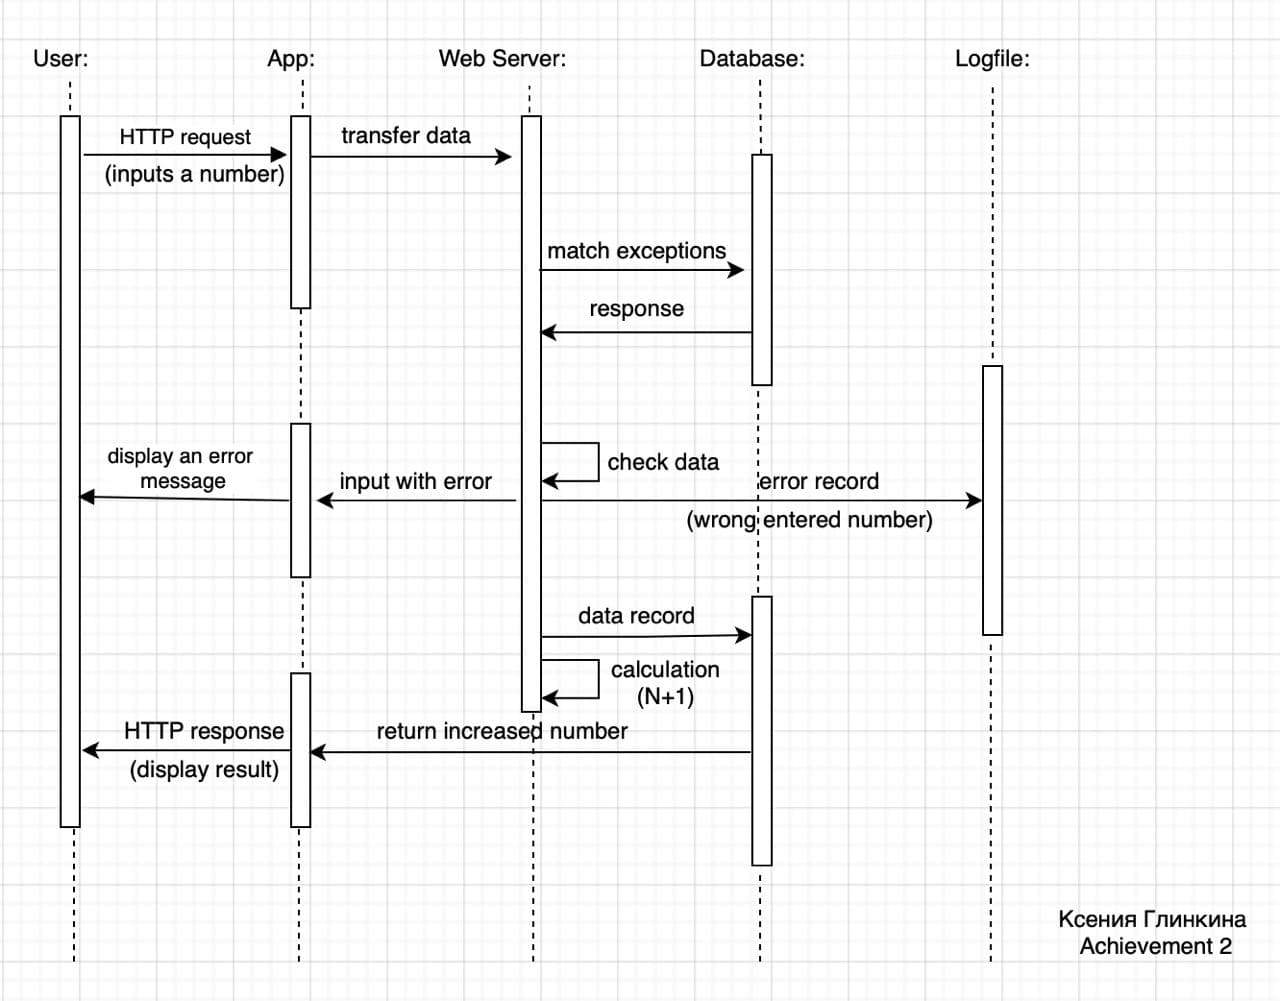 User:
App:
Web Server:
Database:
Logfile:
HTTP request
(inputs a number)
transfer data
match exceptions
response
display an error
message
input with error
check data
error record
(wrong entered number)
data record
calculation
(N+1)
HTTP response
(display result)
return increased number
Ксения Глинкина
Achievement 2